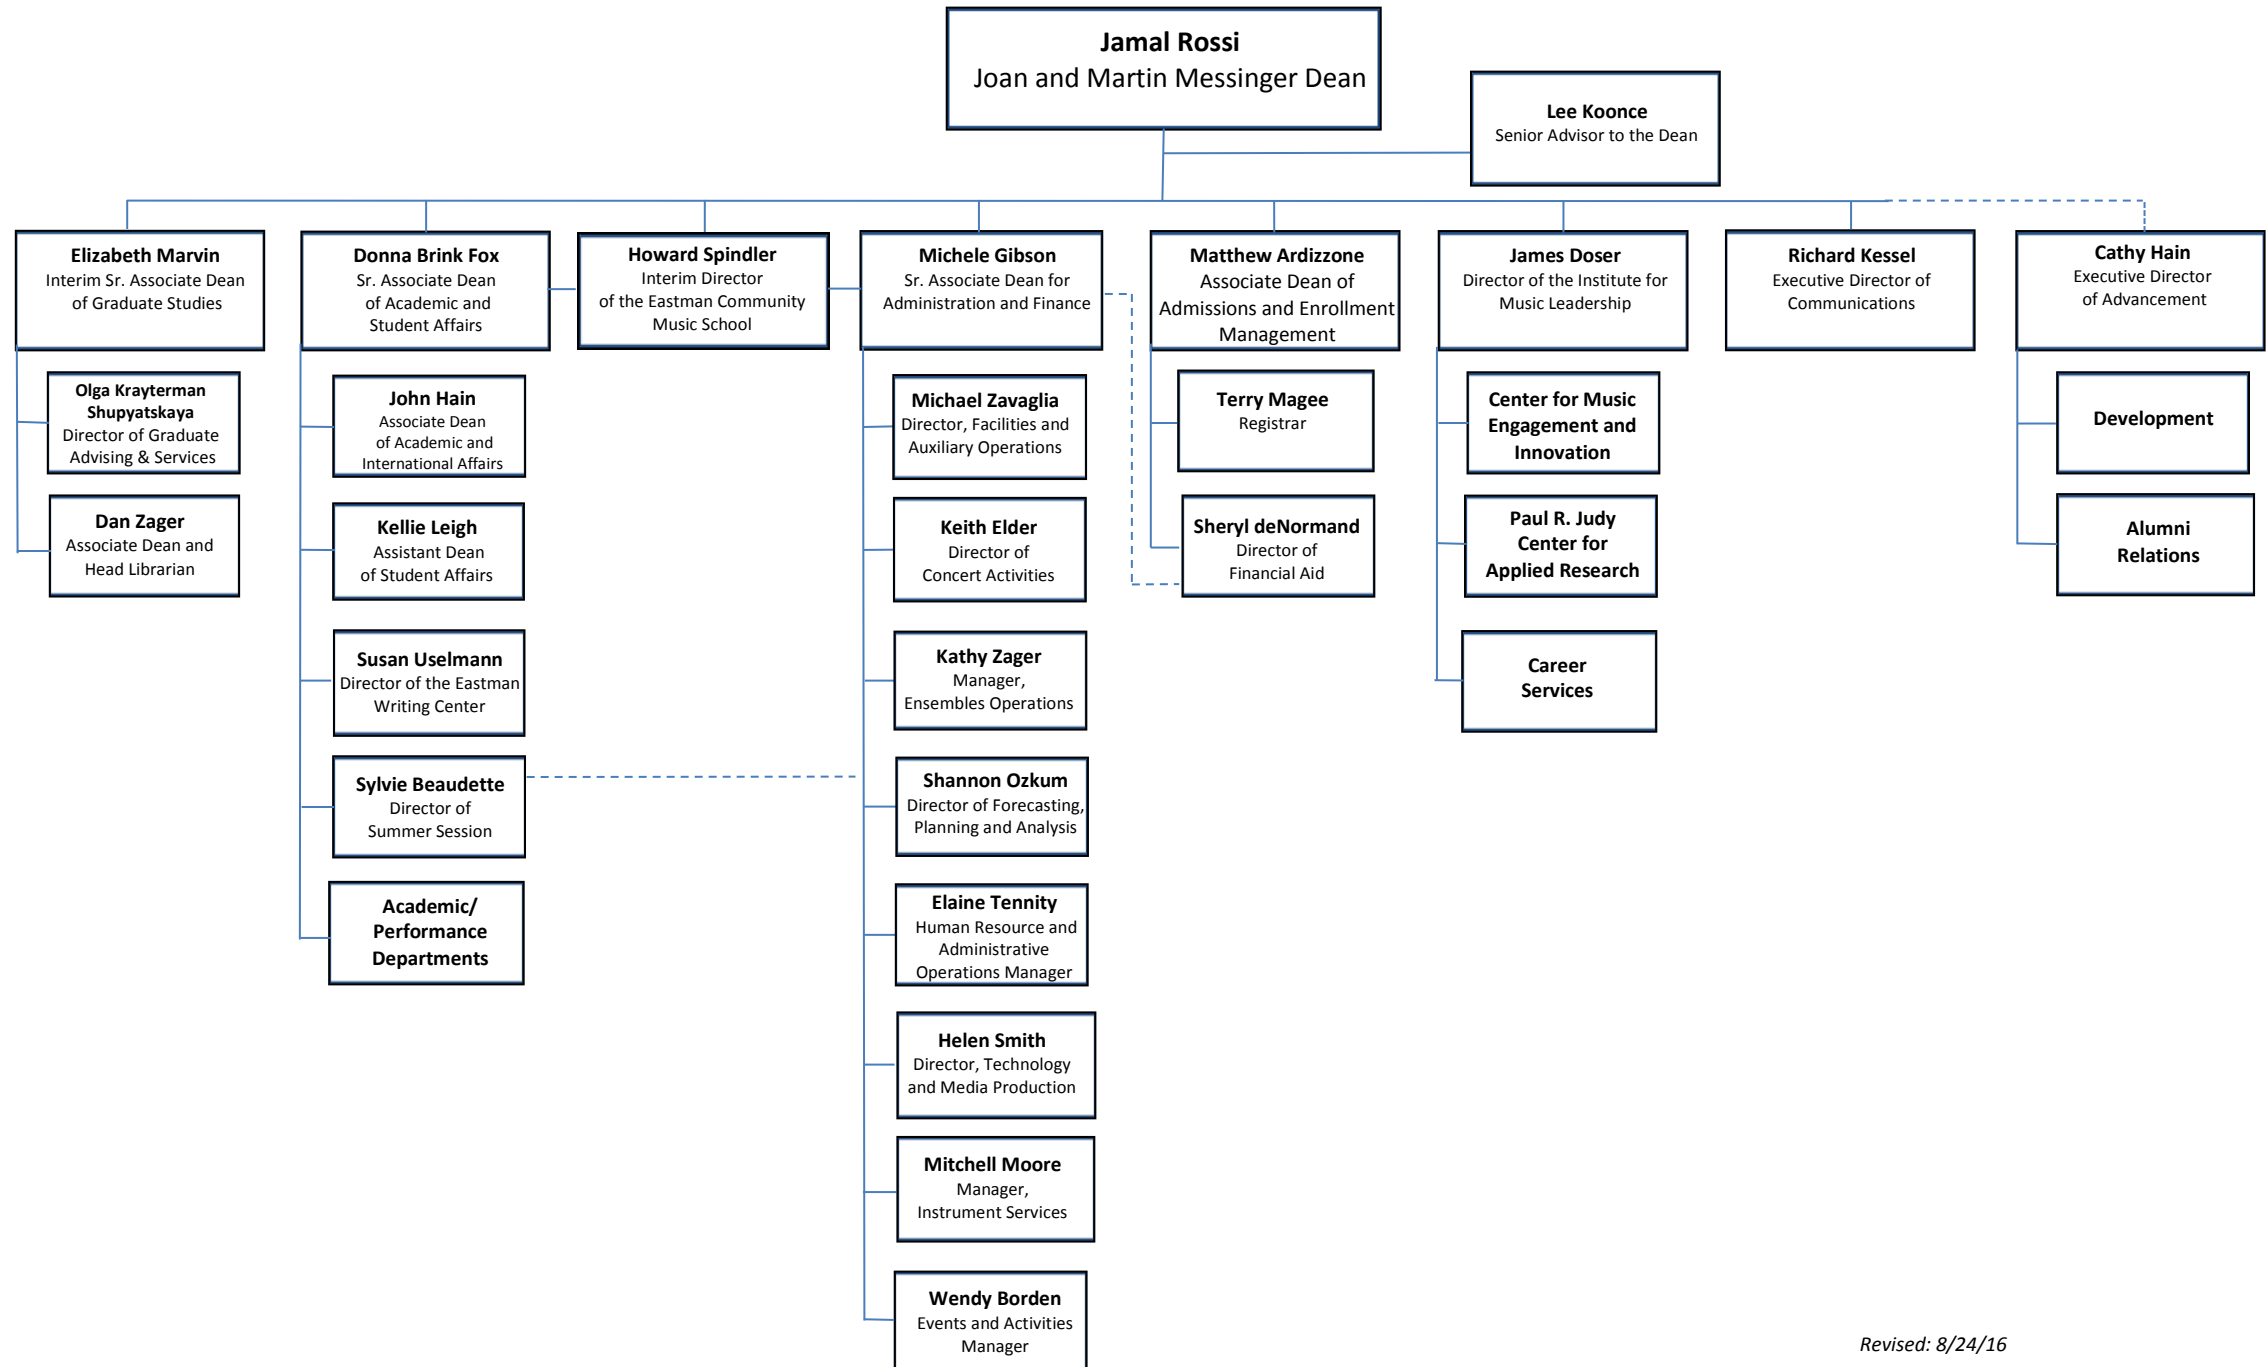 Jamal Rossi
Joan and Martin Messinger Dean
Lee Koonce
Senior Advisor to the Dean
Elizabeth Marvin
Interim Sr. Associate Dean
of Graduate Studies
Donna Brink Fox
Sr. Associate Dean
of Academic and
Student Affairs
Howard Spindler
Interim Director
of the Eastman Community
Music School
Michele Gibson
Sr. Associate Dean for
Administration and Finance
Matthew Ardizzone
Associate Dean of
Admissions and Enrollment
Management
James Doser
Director of the Institute for
Music Leadership
Richard Kessel
Executive Director of
Communications
Cathy Hain
Executive Director
of Advancement
Olga Krayterman
Shupyatskaya
Director of Graduate
Advising & Services
Dan Zager
Associate Dean and
Head Librarian
John Hain
Associate Dean
of Academic and
International Affairs
Kellie Leigh
Assistant Dean
of Student Affairs
Susan Uselmann
Director of the Eastman
Writing Center
Sylvie Beaudette
Director of
Summer Session
Academic/
Performance
Departments
Michael Zavaglia
Director, Facilities and
Auxiliary Operations
Keith Elder
Director of
Concert Activities
Kathy Zager
Manager,
Ensembles Operations
Shannon Ozkum
Director of Forecasting,
Planning and Analysis
Elaine Tennity
Human Resource and
Administrative
Operations Manager
Helen Smith
Director, Technology
and Media Production
Mitchell Moore
Manager,
Instrument Services
Wendy Borden
Events and Activities
Manager
Terry Magee
Registrar
Sheryl deNormand
Director of
Financial Aid
Center for Music
Engagement and
Innovation
Paul R. Judy
Center for
Applied Research
Career
Services
Development
Alumni
Relations
Revised: 8/24/16